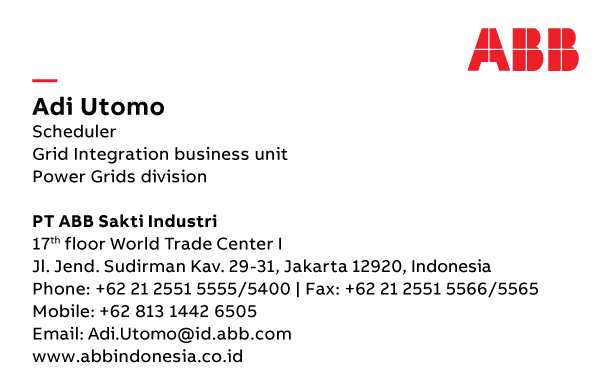 ABB
Adi Utomo
Scheduler
Grid Integration business unit
Power Grids division
PT ABB Sakti Industri
17th floor World Trade Center I
Jl. Jend. Sudirman Kav. 29-31, Jakarta 12920, Indonesia
Phone: +62 21 2551 5555/5400 | Fax: +62 21 2551 5566/5565
Mobile: +62 813 1442 6505
Email: Adi.Utomo@id.abb.com
www.abbindonesia.co.id